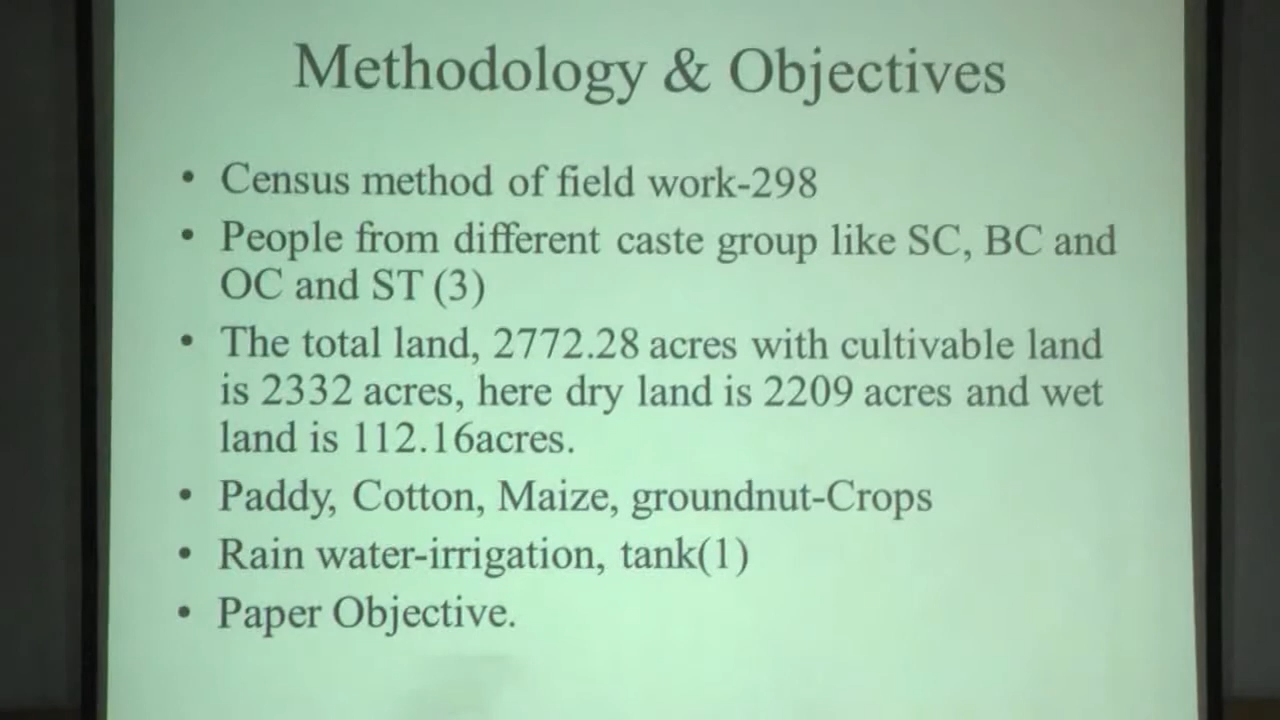 Methodology & Objectives
• Census method of field work-298
• People from different caste group like SC, BC and
OC and ST (3)
• The total land, 2772.28 acres with cultivable land
is 2332 acres, here dry land is 2209 acres and wet
land is 112.16acres.
• Paddy, Cotton, Maize, groundnut-Crops
• Rain water-irrigation, tank(1)
• Paper Objective.